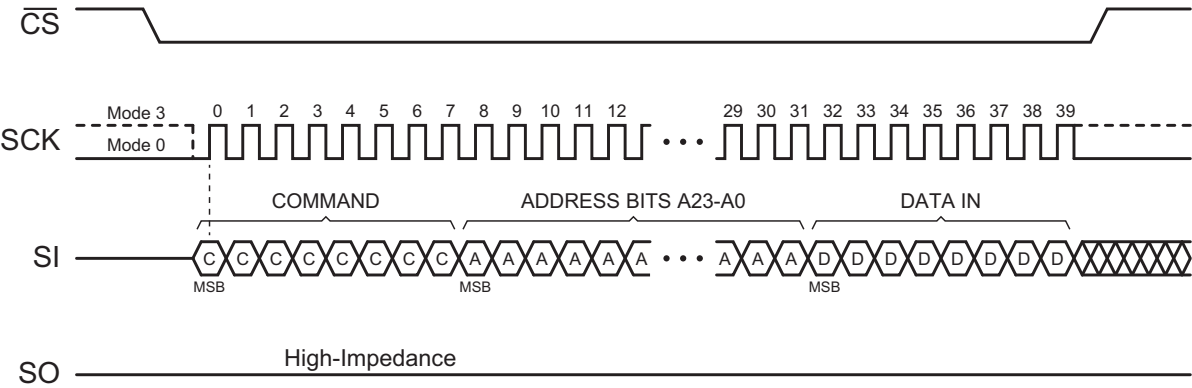 CS
Mode 3
0 1 2 3 4 5 6 7 8 9 10 11 12 29 30 31 32 33 34 35 36 37 38 39
SCK
Mode 0
COMMAND ADDRESS BITS A23-A0 DATA IN
SI C C C C C C C C A A A A A A A A A D D D D D D D D
MSB MSB MSB
High-Impedance
SO